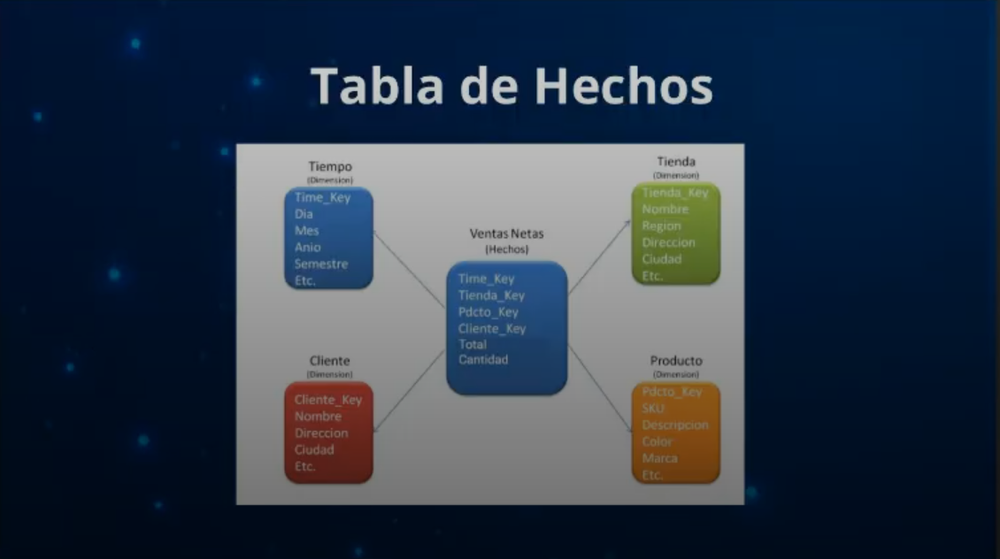 Tabla de Hechos
Tiempo
(Dimension)
Time_Key
Dia
Mes
Anio
Semestre
Etc.
Tienda
(Dimension)
Tienda_Key
Nombre
Region
Direccion
Ciudad
Etc.
Ventas Netas
(Hechos)
Time_Key
Tienda_Key
Pdcto_Key
Cliente_Key
Total
Cantidad
Cliente
(Dimension)
Cliente_Key
Nombre
Direccion
Ciudad
Etc.
Producto
(Dimension)
Pdcto_Key
SKU
Descripcion
Color
Marca
Etc.